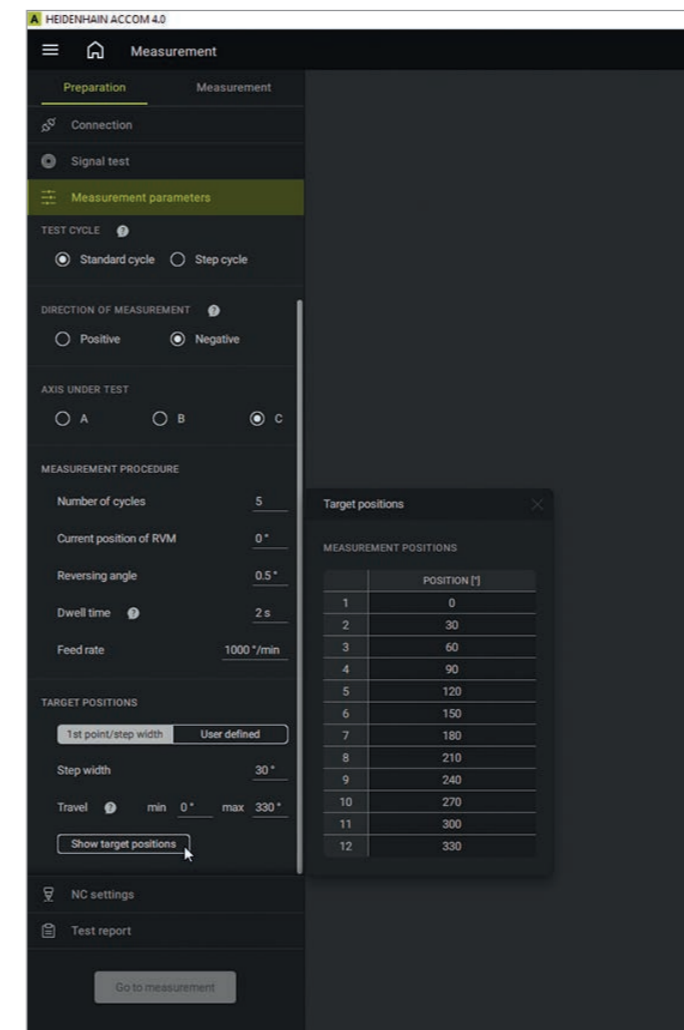 A HEIDENHAIN ACCOM 4.0
Measurement
Preparation Measurement
Connection
Signal test
Measurement parameters
TEST CYCLE ?
Standard cycle Step cycle
DIRECTION OF MEASUREMENT ?
Positive Negative
AXIS UNDER TEST
A B C
MEASUREMENT PROCEDURE
Number of cycles 5
Current position of RVM 0°
Reversing angle 0.5°
Dwell time ? 2 s
Feed rate 1000 °/min
TARGET POSITIONS
1st point/step width User defined
Step width 30°
Travel ? min 0° max 330°
Show target positions
NC settings
Test report
Go to measurement
Target positions
MEASUREMENT POSITIONS
POSITION [°]
1 0
2 30
3 60
4 90
5 120
6 150
7 180
8 210
9 240
10 270
11 300
12 330